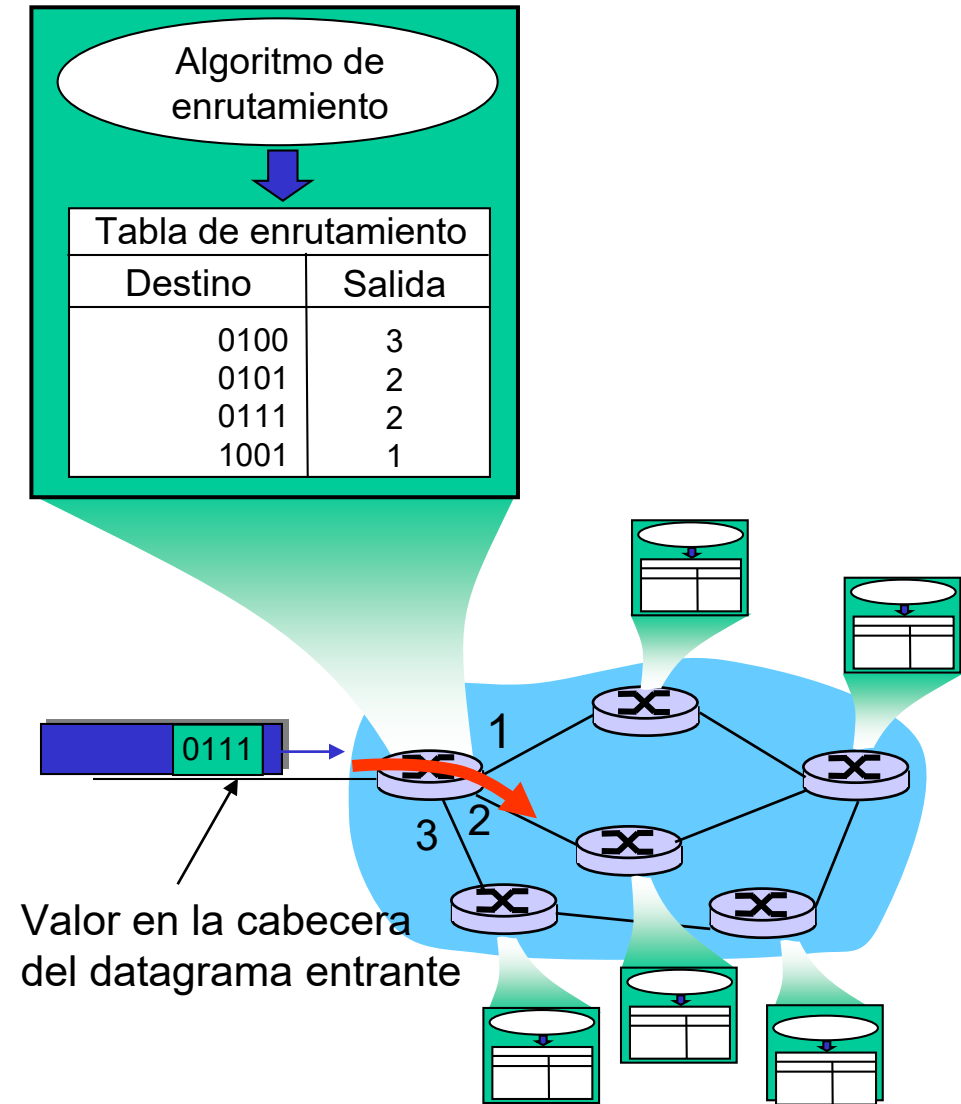 Algoritmo de
enrutamiento
Tabla de enrutamiento
Destino Salida
0100 3
0101 2
0111 2
1001 1
0111
1
2
3
Valor en la cabecera
del datagrama entrante